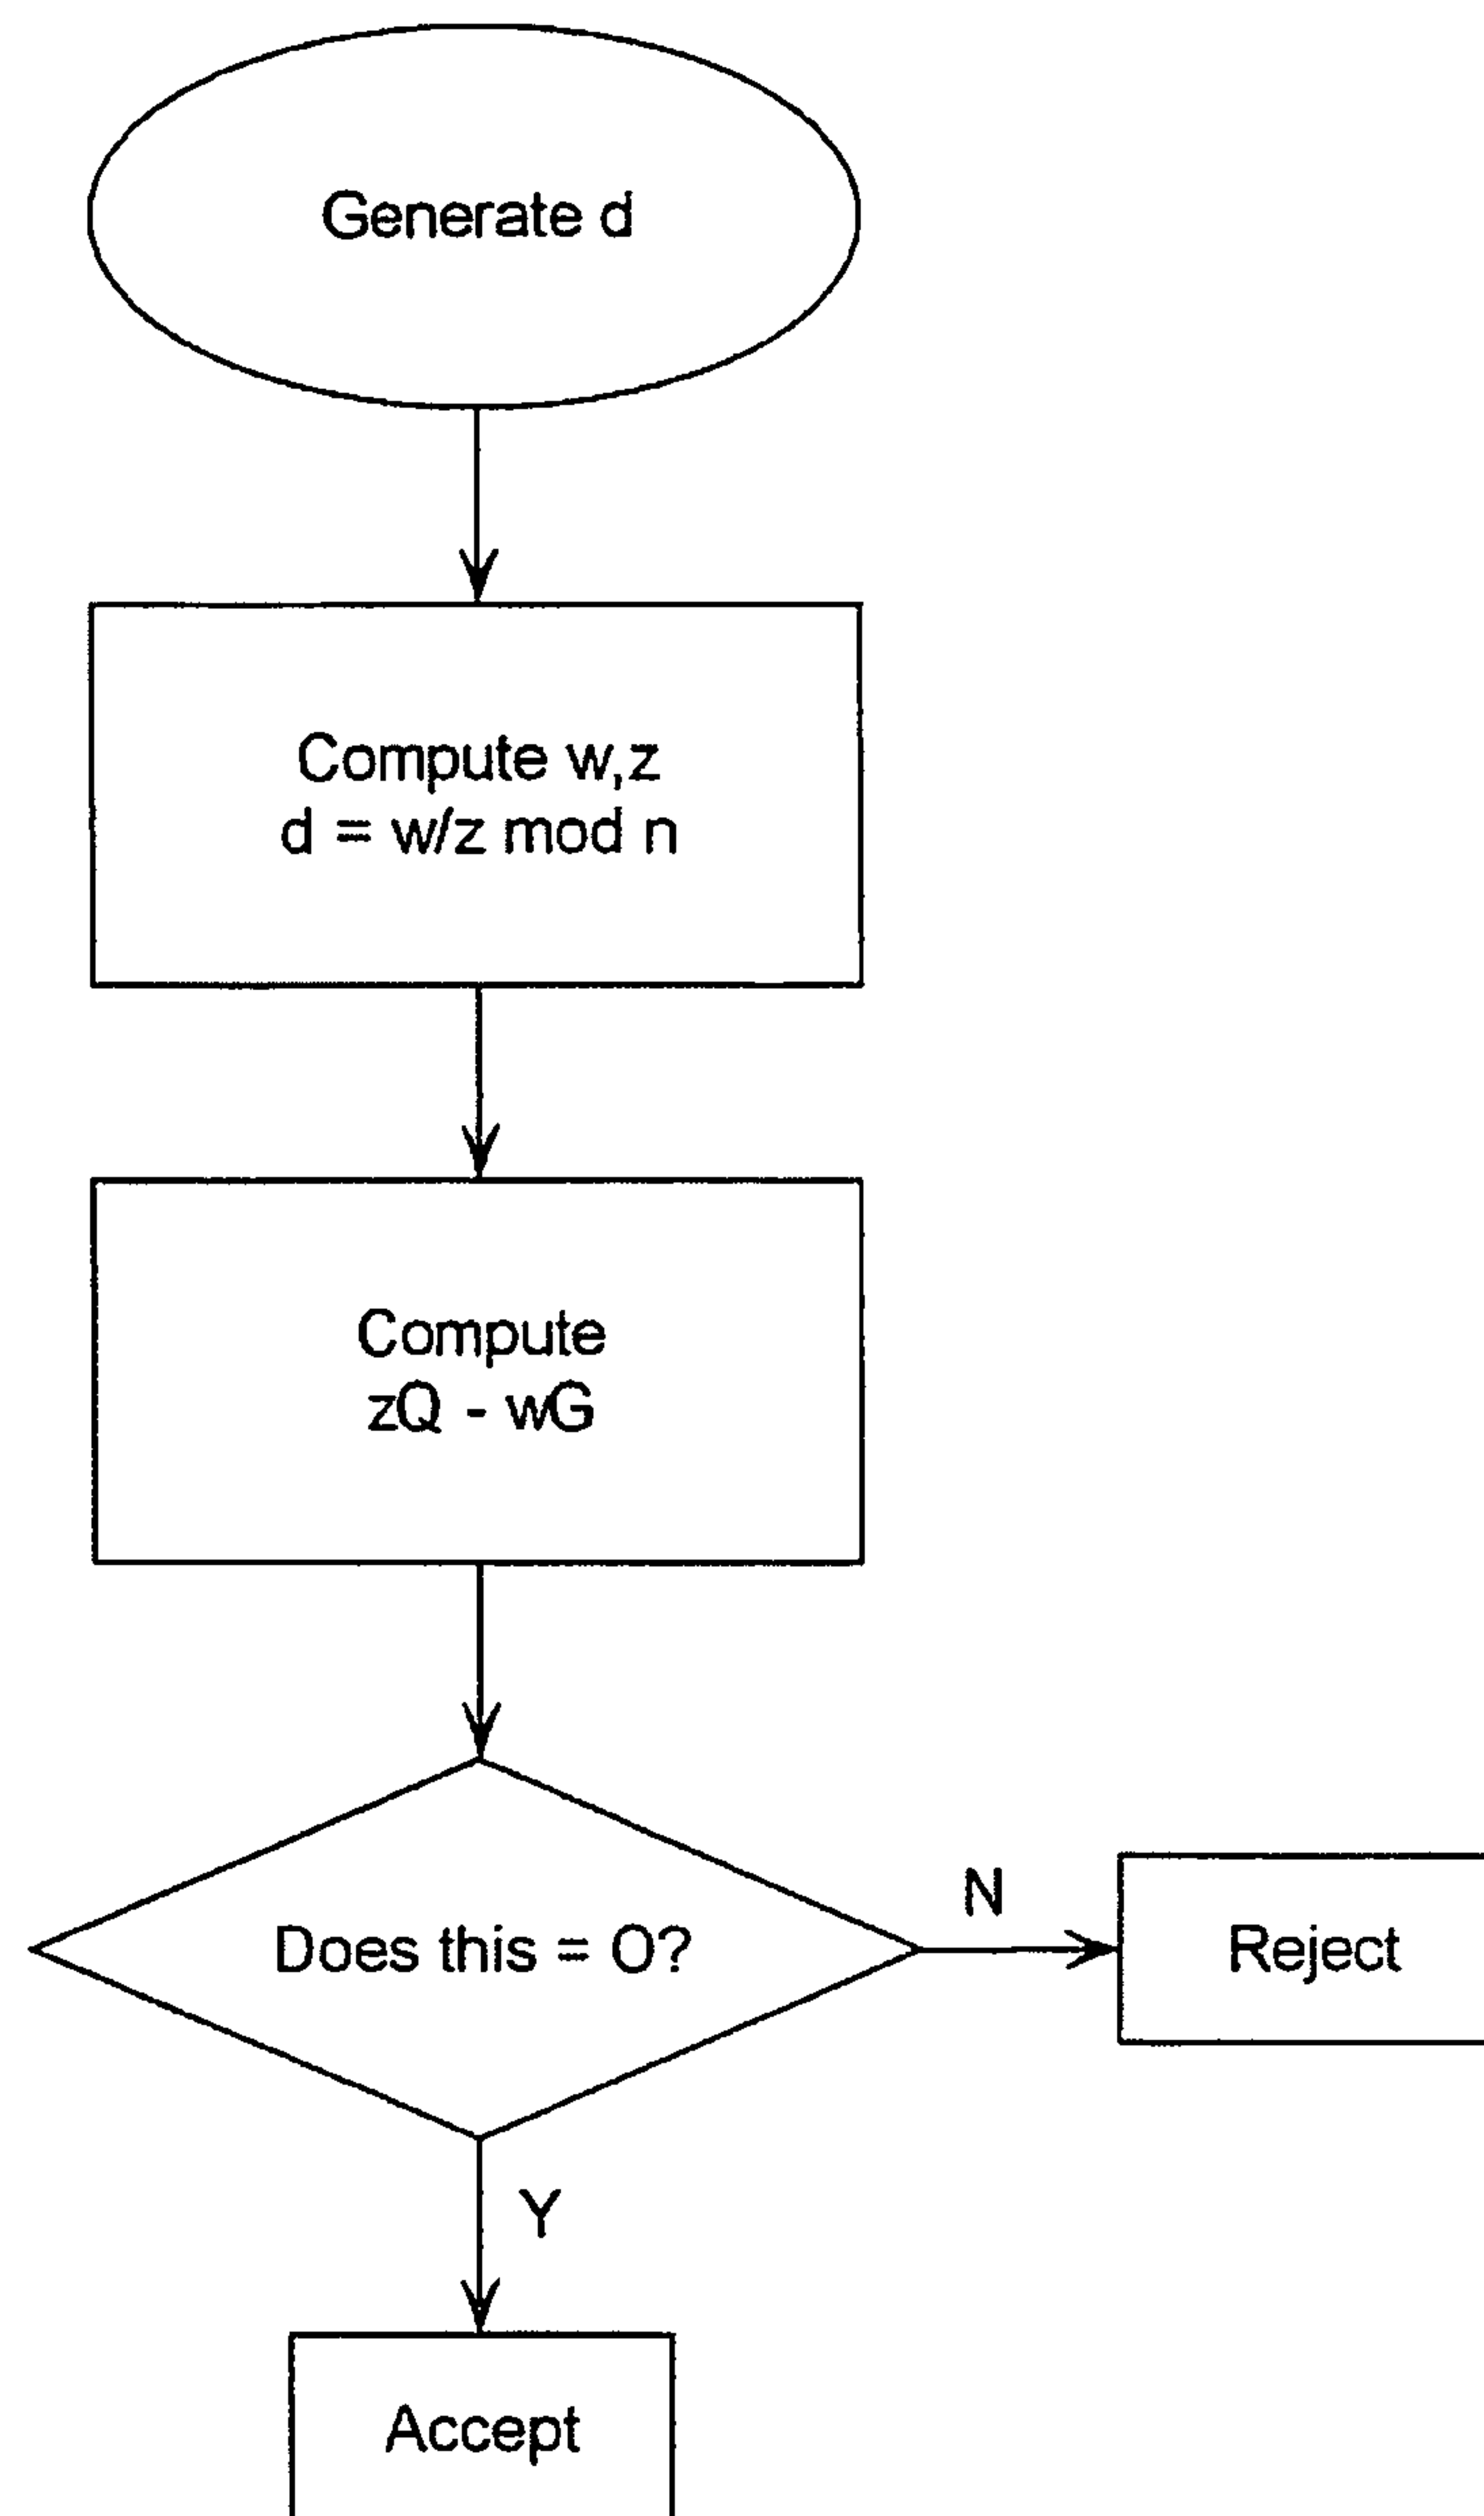 Generate d
Compute w,z
d = w/z mod n
Compute
zQ - wG
Does this = O?
N
Reject
Y
Accept